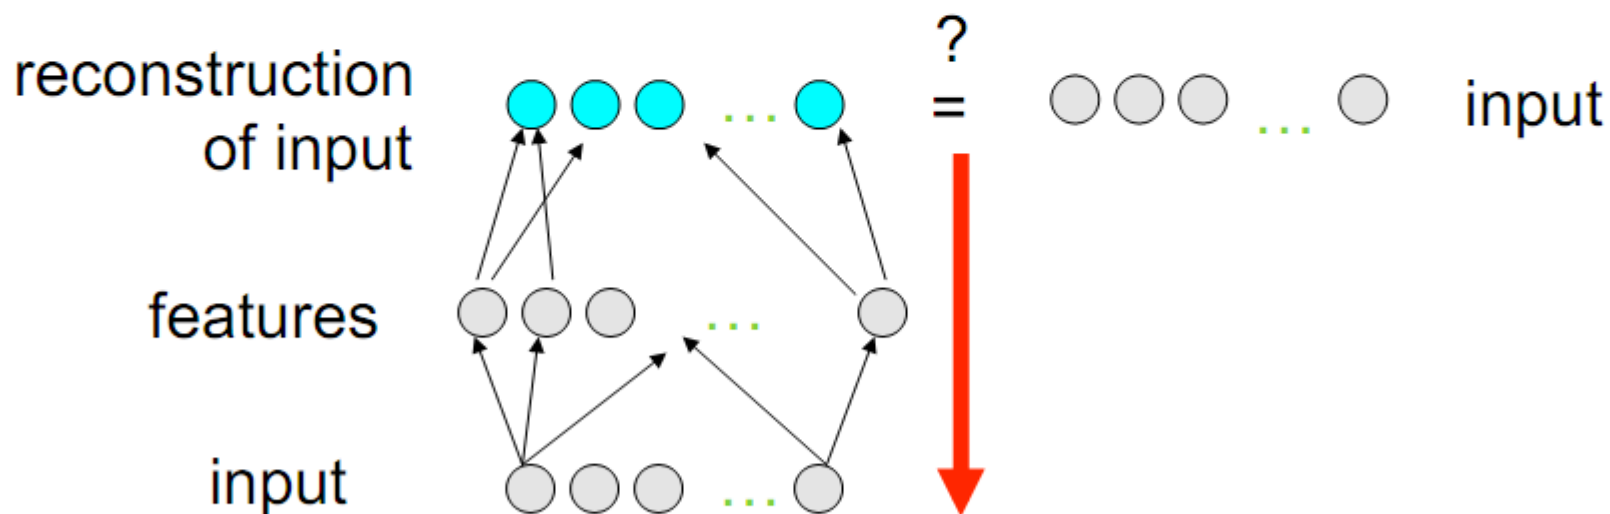 reconstruction
of input
... ?
= ... input
features ...
input ...